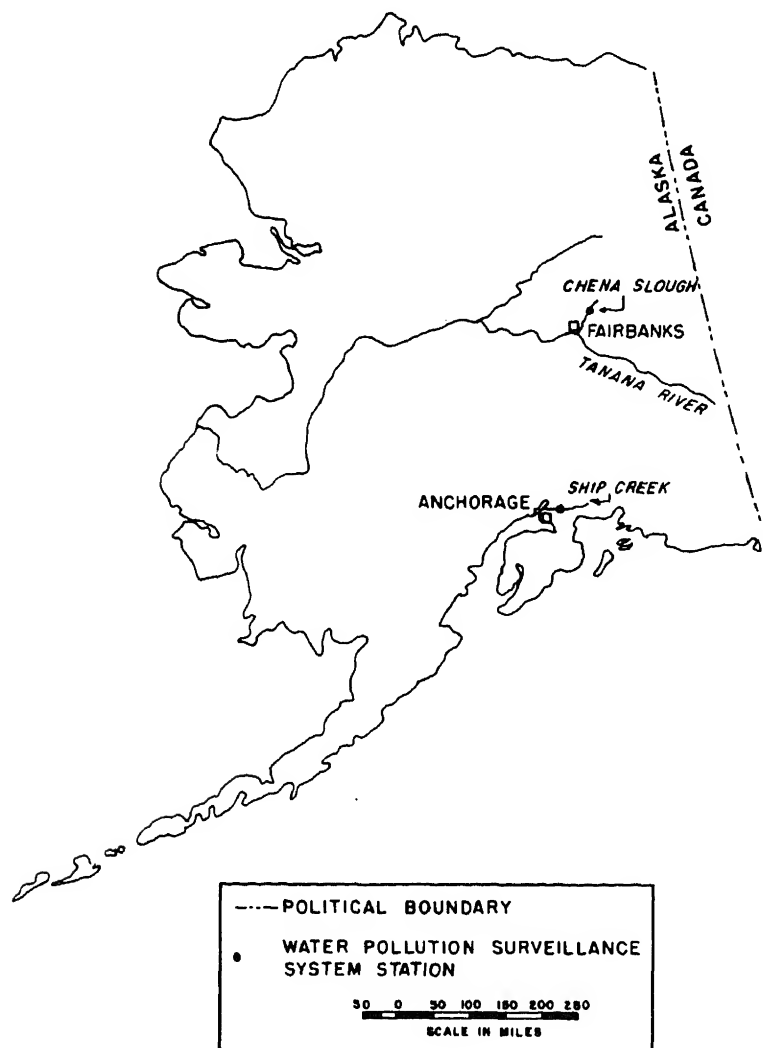 ALASKA
CANADA
CHENA SLOUGH
FAIRBANKS
TANANA RIVER
SHIP CREEK
ANCHORAGE
POLITICAL BOUNDARY
WATER POLLUTION SURVEILLANCE
SYSTEM STATION
50 0 50 100 150 200 250
SCALE IN MILES